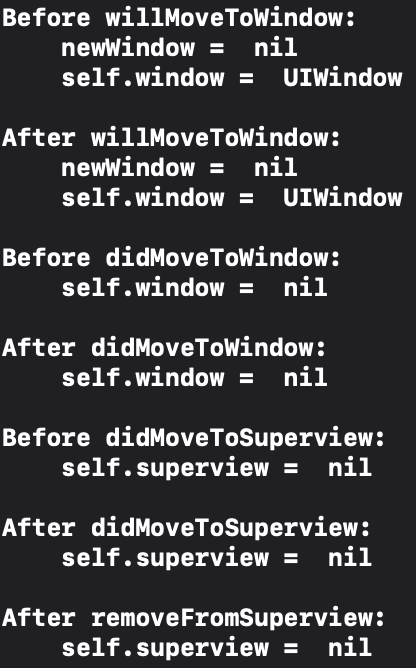 Before willMoveToWindow:
    newWindow =  nil
    self.window =  UIWindow

After willMoveToWindow:
    newWindow =  nil
    self.window =  UIWindow

Before didMoveToWindow:
    self.window =  nil

After didMoveToWindow:
    self.window =  nil

Before didMoveToSuperview:
    self.superview =  nil

After didMoveToSuperview:
    self.superview =  nil

After removeFromSuperview:
    self.superview =  nil